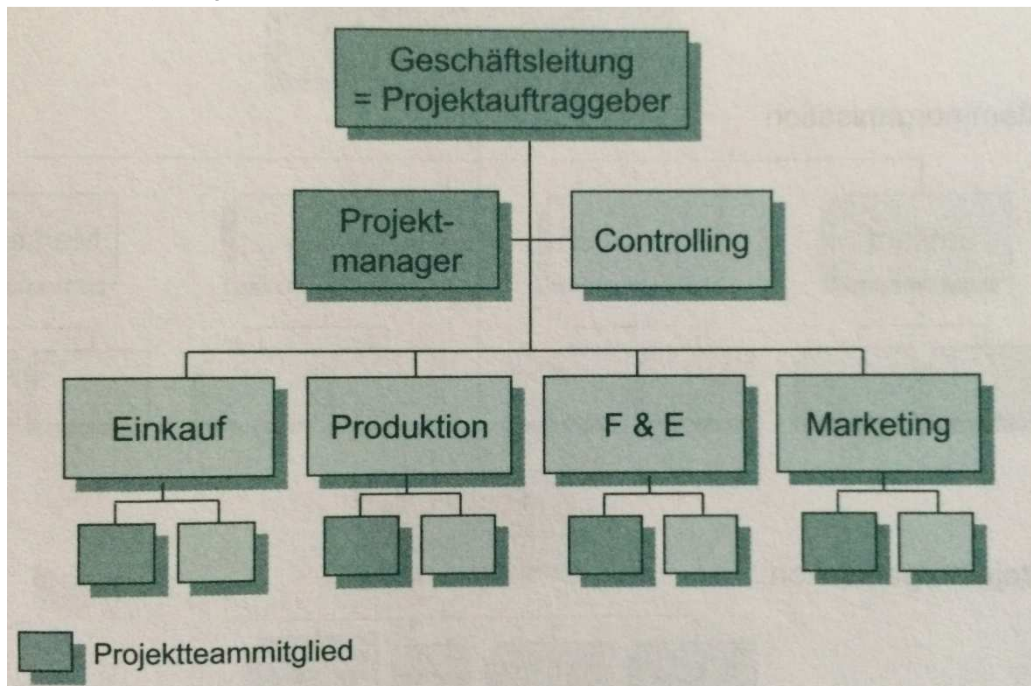 Geschäftsleitung
= Projektauftraggeber
Projekt-
manager
Controlling
Einkauf
Produktion
F & E
Marketing
Projektteammitglied